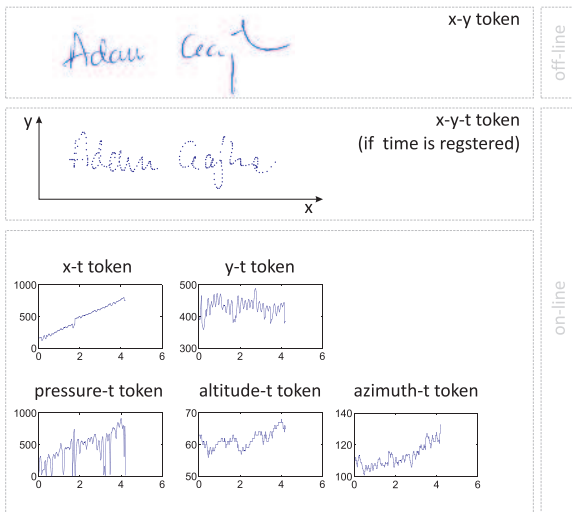 x-y token
off-line
Adam
y
x-y-t token
(if time is regstered)
Adam
x
on-line
x-t token
y-t token
1000
500
0
0 2 4 6
500
400
300
0 2 4 6
pressure-t token
altitude-t token
azimuth-t token
1000
500
0
0 2 4 6
70
60
50
0 2 4 6
140
120
100
0 2 4 6